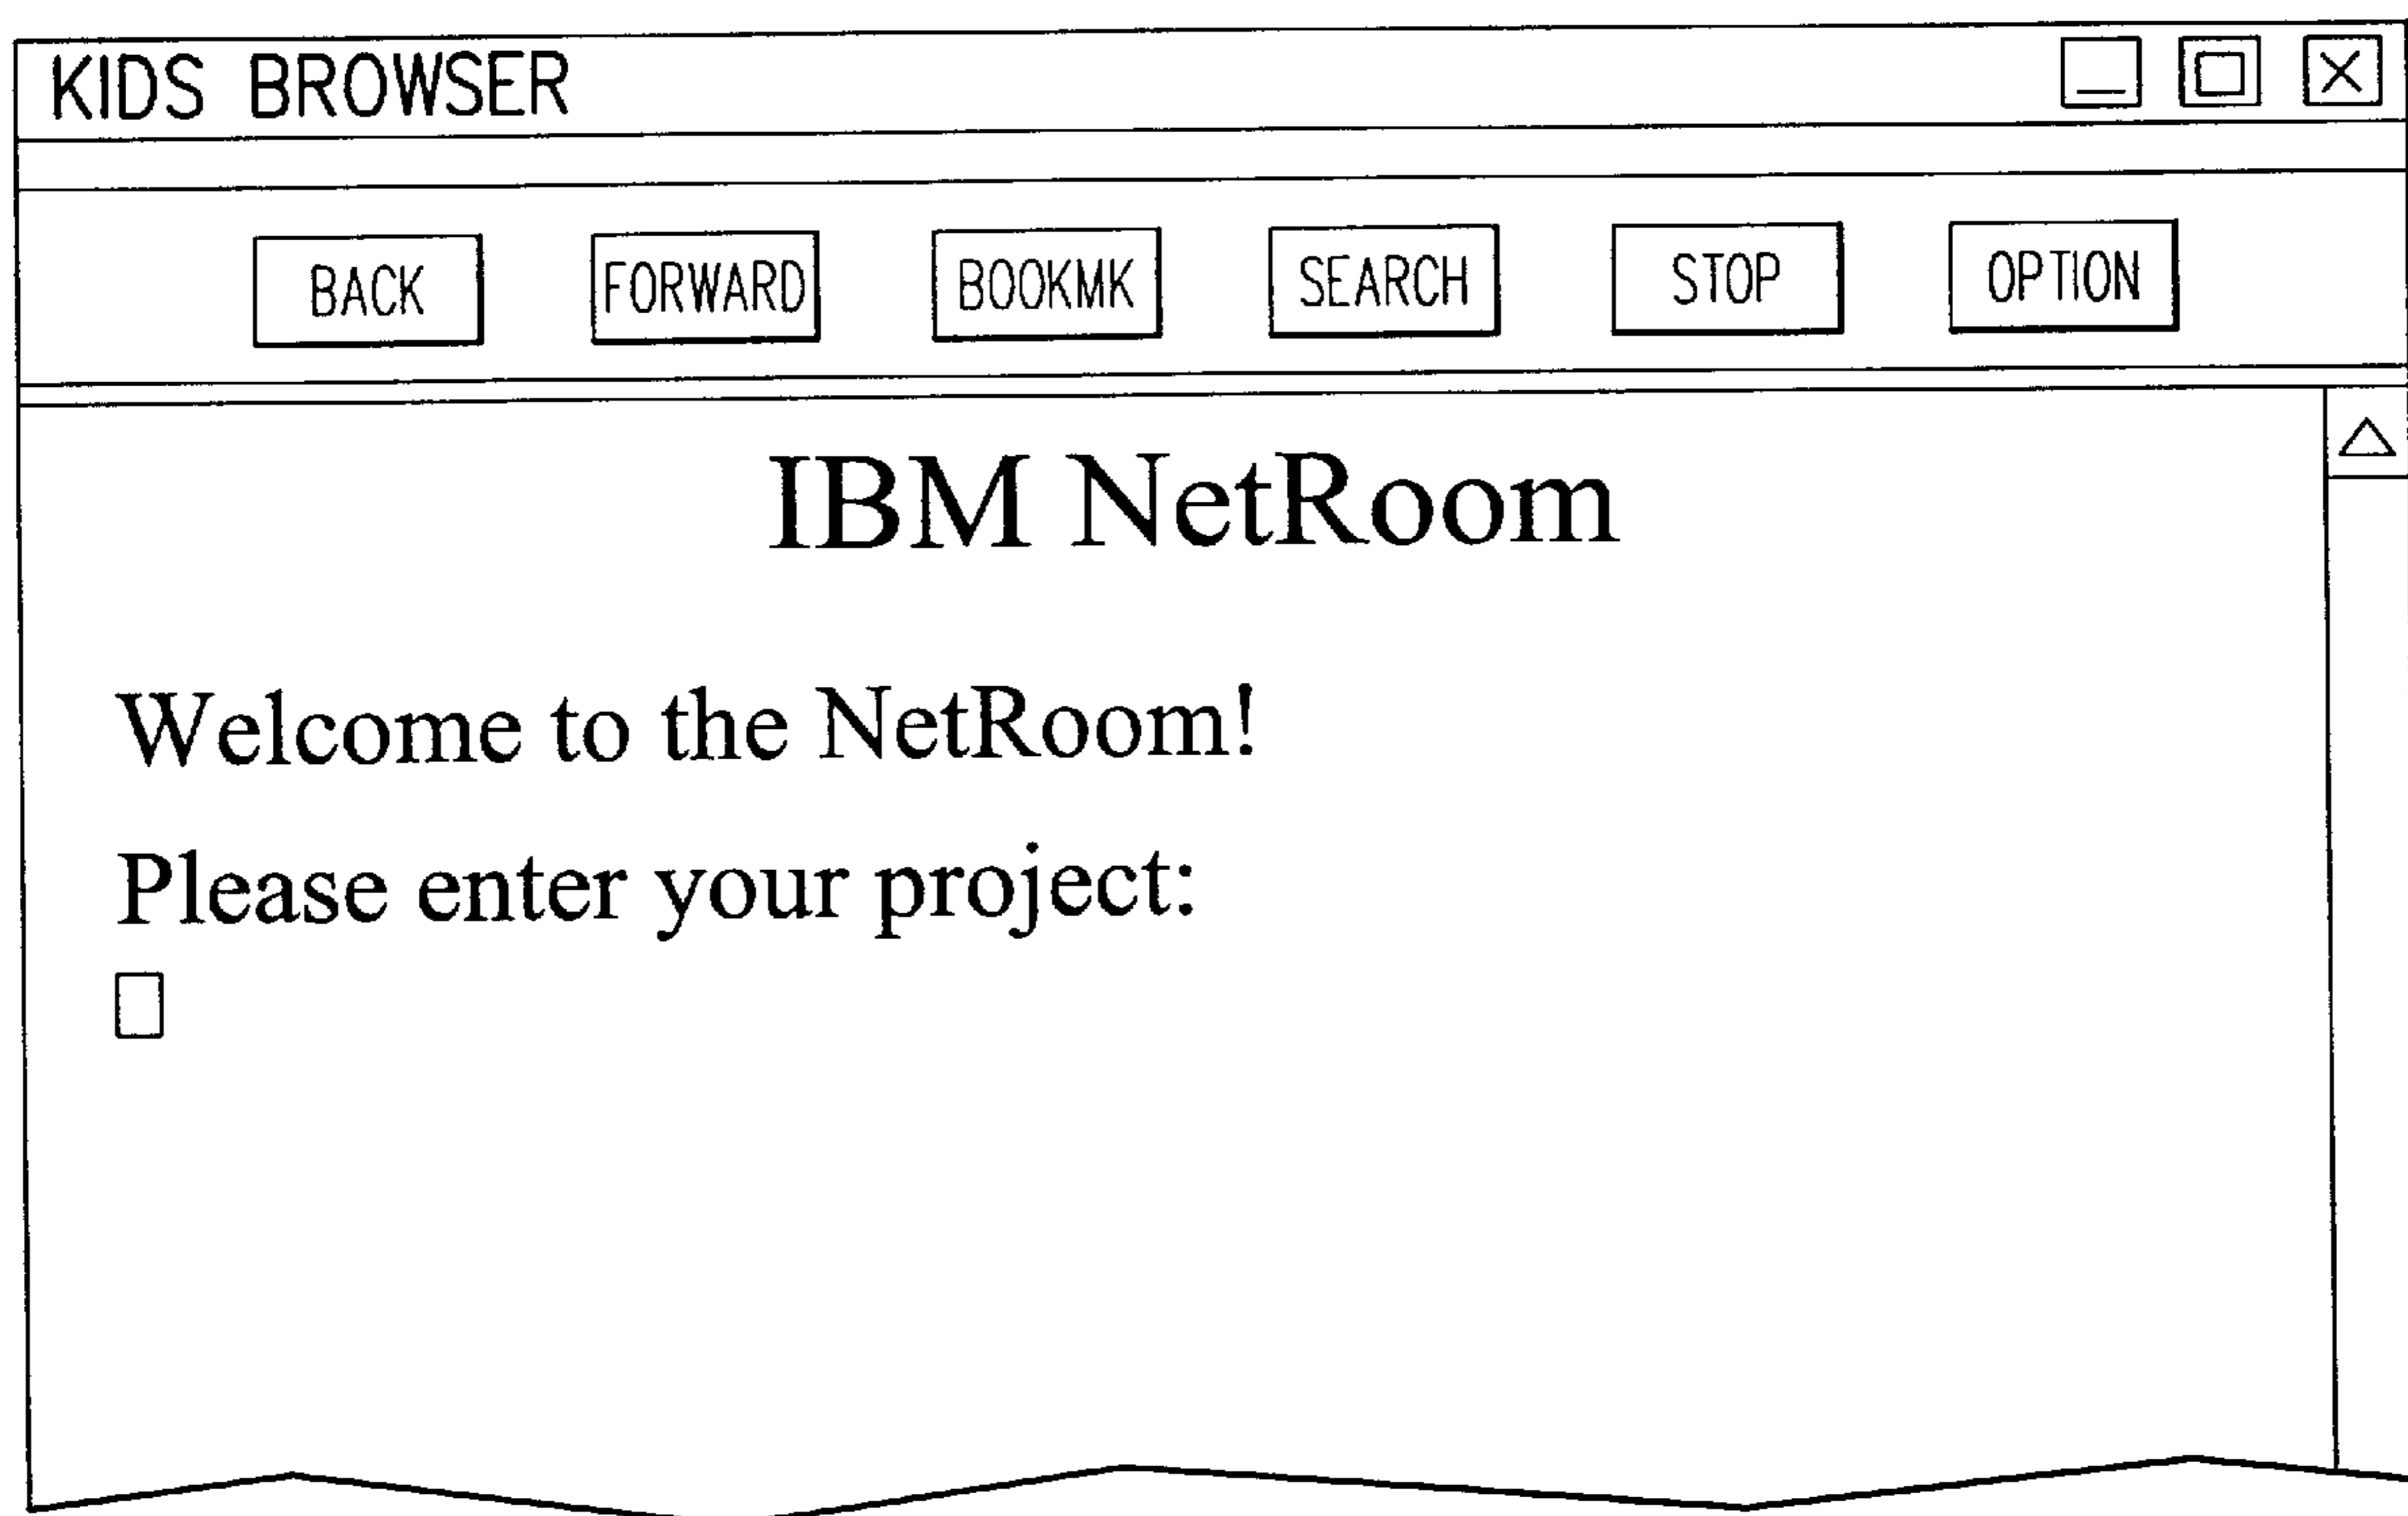 KIDS BROWSER
BACK FORWARD BOOKMK SEARCH STOP OPTION
IBM NetRoom
Welcome to the NetRoom!
Please enter your project: